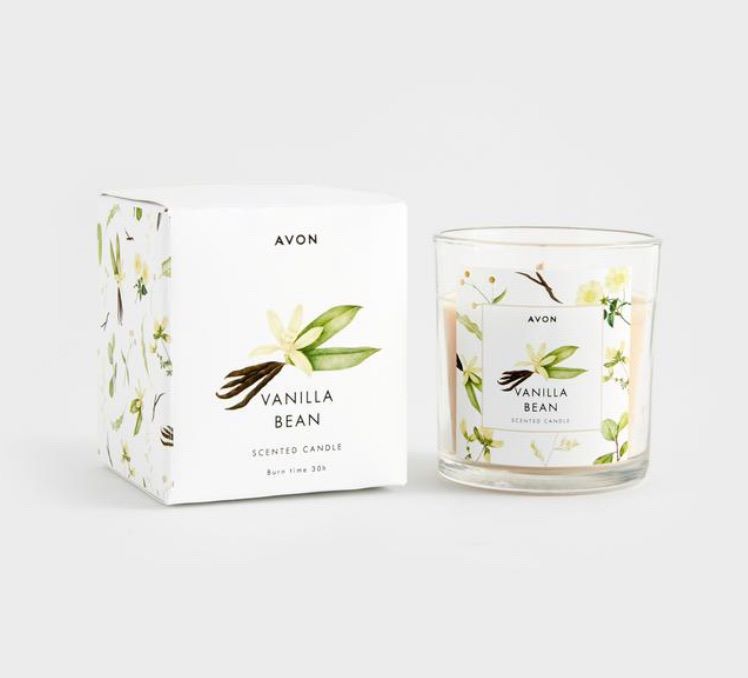 AVON
VANILLA
BEAN
SCENTED CANDLE
Burn time 30h
AVON
VANILLA
BEAN
SCENTED CANDLE